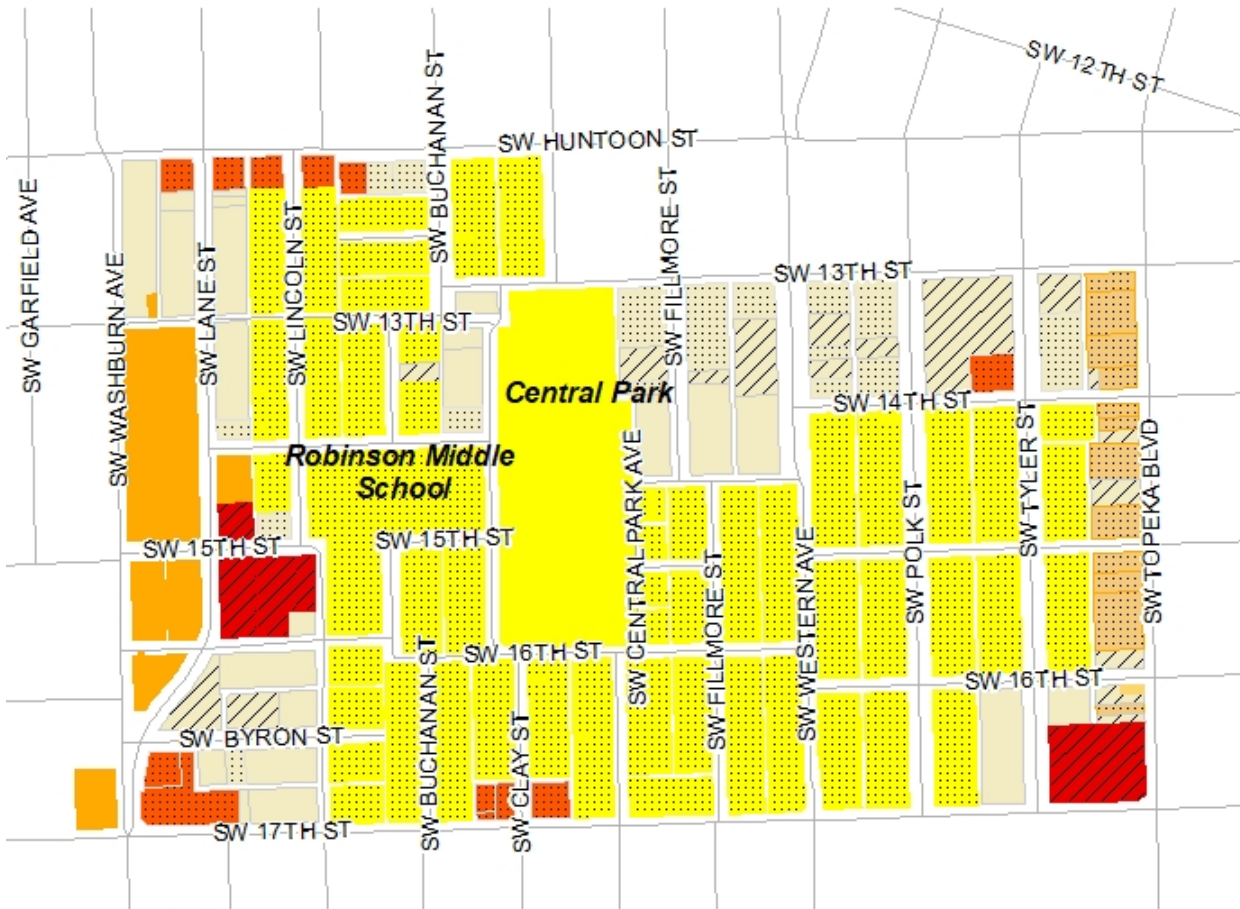 SW 12TH ST
SW HUNTOON ST
SW BUCHANAN ST
SW GARFIELD AVE
SW WASHBURN AVE
SW LANE ST
SW LINCOLN ST
SW FILLMORE ST
SW 13TH ST
SW 13TH ST
Central Park
SW 14TH ST
Robinson Middle
School
SW CENTRAL PARK AVE
SW WESTERN AVE
SW POLK ST
SW TYLER ST
SW TOPEKA BLVD
SW 15TH ST
SW 15TH ST
SW FILLMORE ST
SW BUCHANAN ST
SW 16TH ST
SW 16TH ST
SW CLAY ST
SW BYRON ST
SW 17TH ST